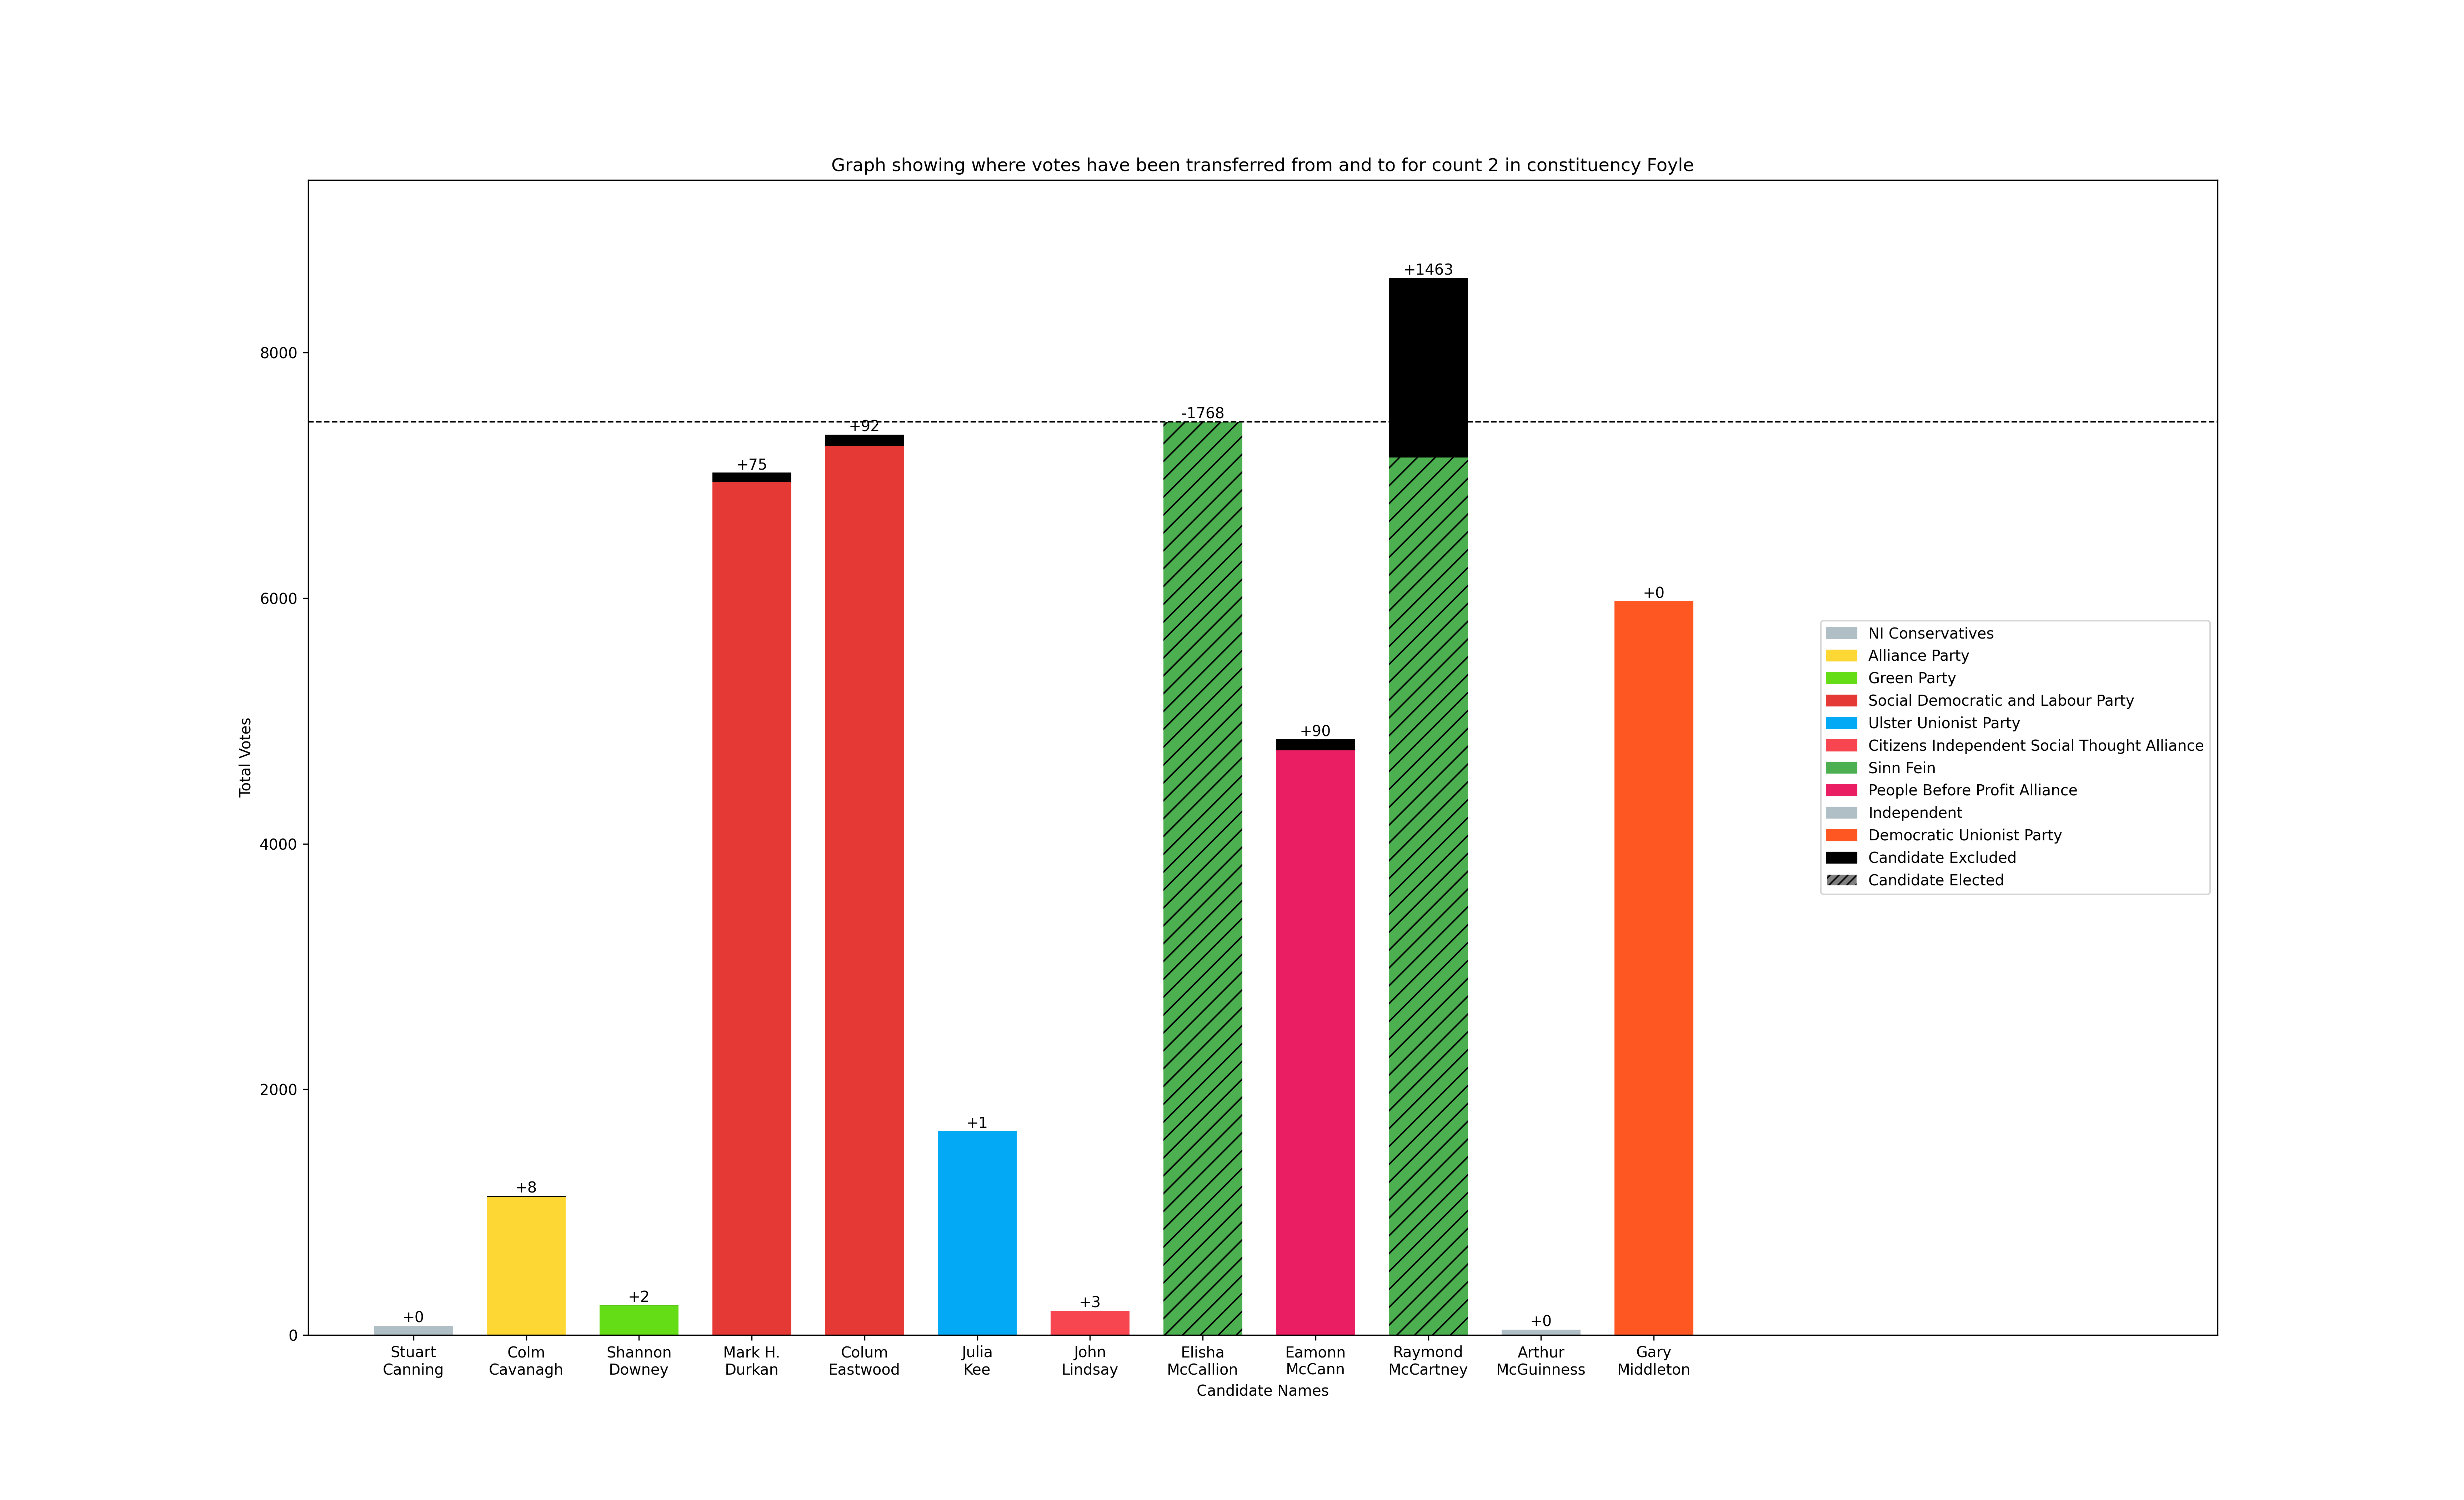 Graph showing where votes have been transferred from and to for count 2 in constituency Foyle
Total Votes
8000
6000
4000
2000
0
+0
+8
+2
+75
+92
+1
+3
-1768
+90
+1463
+0
+0
Stuart
Canning
Colm
Cavanagh
Shannon
Downey
Mark H.
Durkan
Colum
Eastwood
Julia
Kee
John
Lindsay
Elisha
McCallion
Eamonn
McCann
Raymond
McCartney
Arthur
McGuinness
Gary
Middleton
Candidate Names
NI Conservatives
Alliance Party
Green Party
Social Democratic and Labour Party
Ulster Unionist Party
Citizens Independent Social Thought Alliance
Sinn Fein
People Before Profit Alliance
Independent
Democratic Unionist Party
Candidate Excluded
Candidate Elected